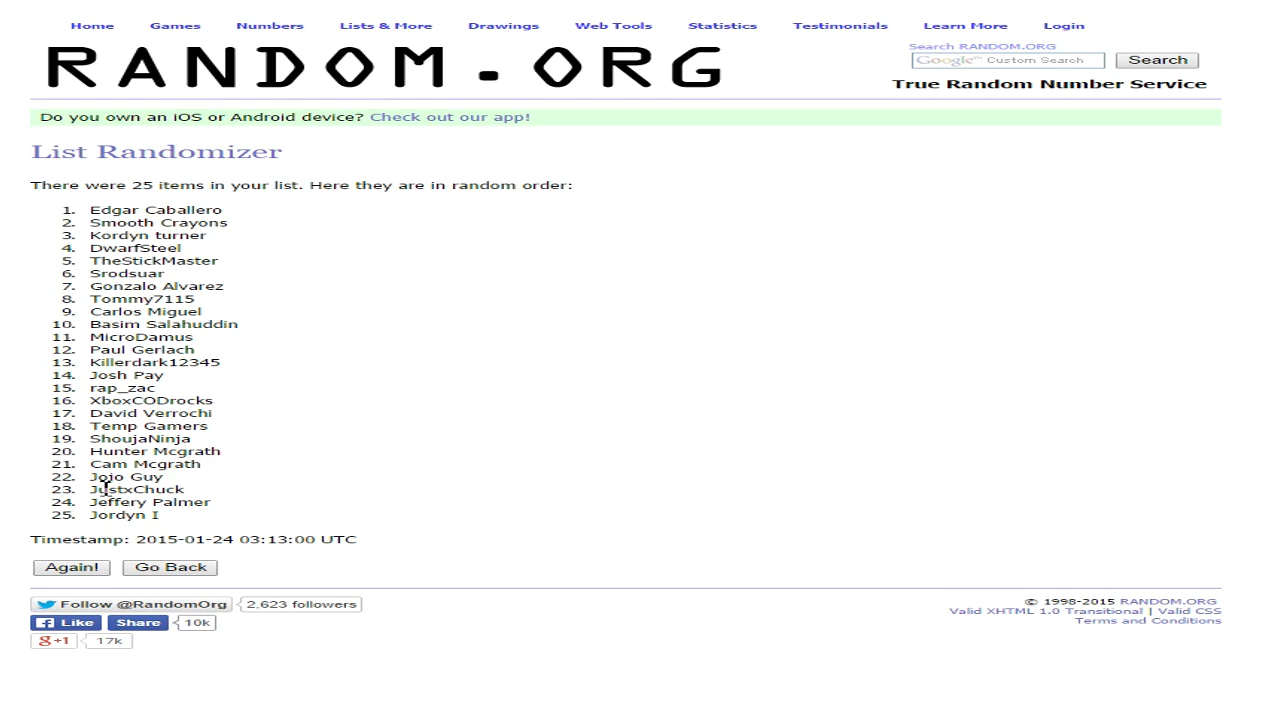 Home Games Numbers Lists & More Drawings Web Tools Statistics Testimonials Learn More Login
RANDOM.ORG
Search RANDOM.ORG
Google™ Custom Search Search
True Random Number Service
Do you own an iOS or Android device? Check out our app!
List Randomizer
There were 25 items in your list. Here they are in random order:
1. Edgar Caballero
2. Smooth Crayons
3. Kordyn turner
4. DwarfSteel
5. TheStickMaster
6. Srodsuar
7. Gonzalo Alvarez
8. Tommy7115
9. Carlos Miguel
10. Basim Salahuddin
11. MicroDamus
12. Paul Gerlach
13. Killerdark12345
14. Josh Pay
15. rap_zac
16. XboxCODrocks
17. David Verrochi
18. Temp Gamers
19. ShoujaNinja
20. Hunter Mcgrath
21. Cam Mcgrath
22. Jojo Guy
23. JustxChuck
24. Jeffery Palmer
25. Jordyn I
Timestamp: 2015-01-24 03:13:00 UTC
Again! Go Back
Follow @RandomOrg 2,623 followers
Like Share 10k
g+1 17k
© 1998-2015 RANDOM.ORG
Valid XHTML 1.0 Transitional | Valid CSS
Terms and Conditions